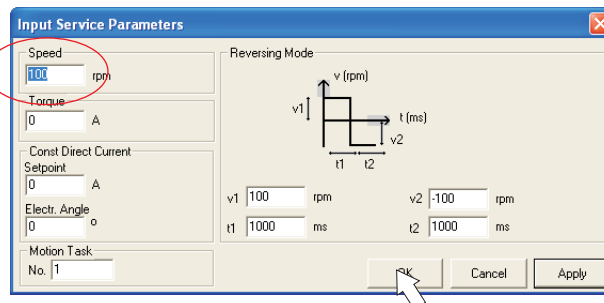 Input Service Parameters
Speed
100 rpm
Torque
0 A
Const Direct Current
Setpoint
0 A
Electr. Angle
0 °
Motion Task
No. 1
Reversing Mode
v (rpm)
v1
t (ms)
v2
t1 t2
v1 100 rpm v2 -100 rpm
t1 1000 ms t2 1000 ms
OK Cancel Apply